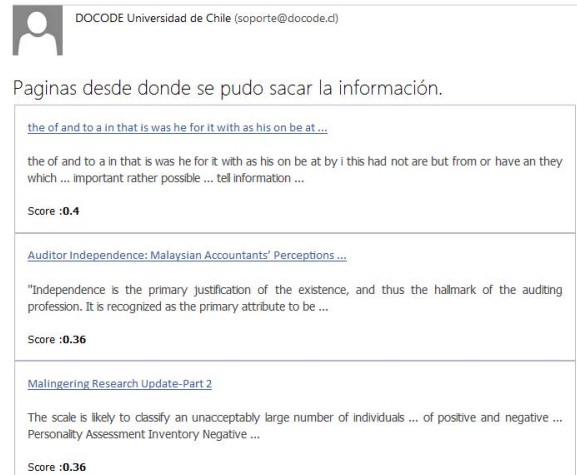 DOCODE Universidad de Chile (soporte@docode.cl)
Paginas desde donde se pudo sacar la información.
the of and to a in that is was he for it with as his on be at ...
the of and to a in that is was he for it with as his on be at by i this had not are but from or have an they
which ... important rather possible ... tell information ...
Score :0.4
Auditor Independence: Malaysian Accountants’ Perceptions ...
"Independence is the primary justification of the existence, and thus the hallmark of the auditing
profession. It is recognized as the primary attribute to be ...
Score :0.36
Malingering Research Update-Part 2
The scale is likely to classify an unacceptably large number of individuals ... of positive and negative ...
Personality Assessment Inventory Negative ...
Score :0.36